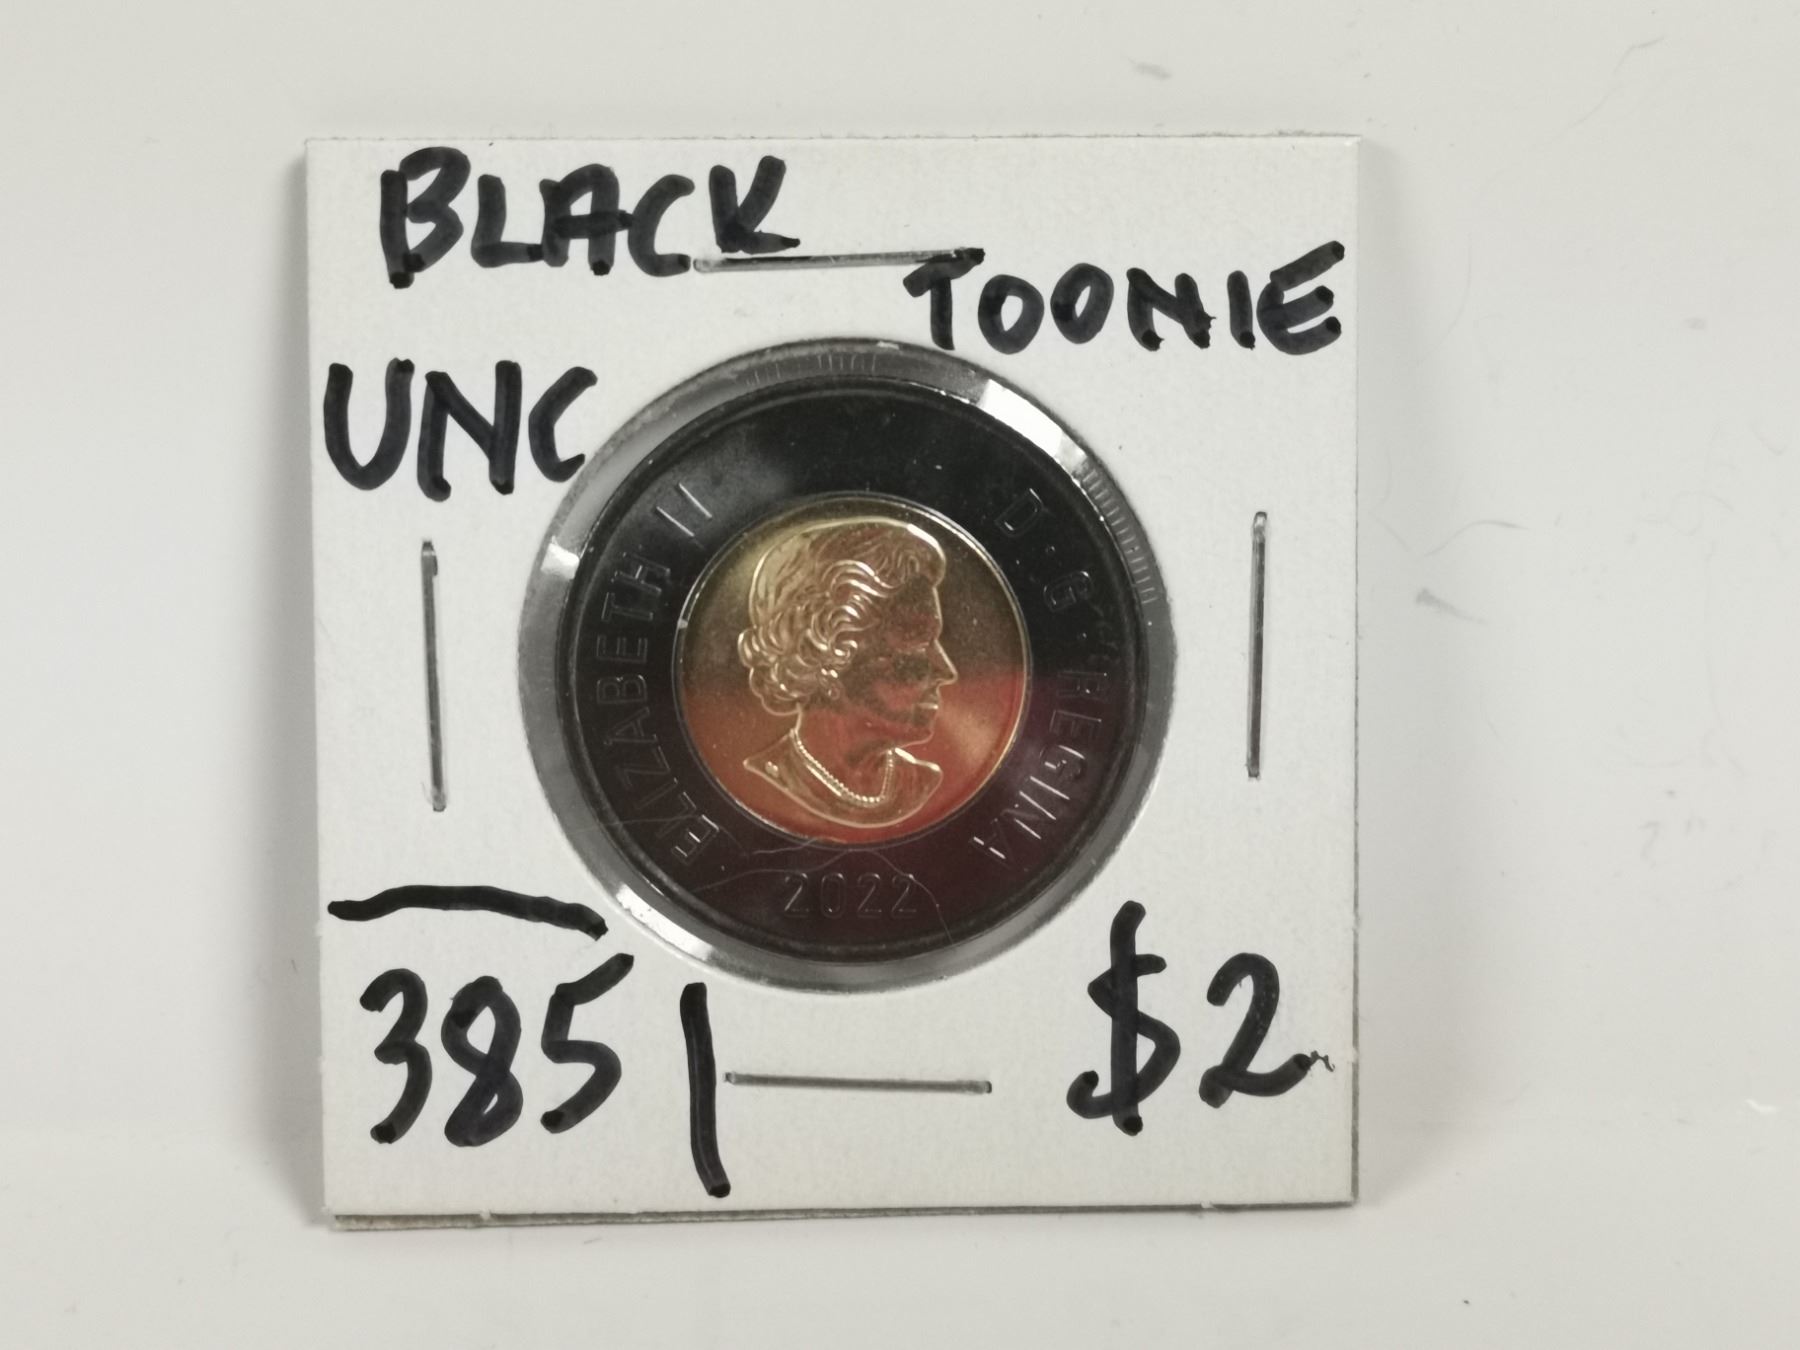 BLACK
TOONIE
UNC
ELIZABETH II D·G·REGINA
2022
385
$2